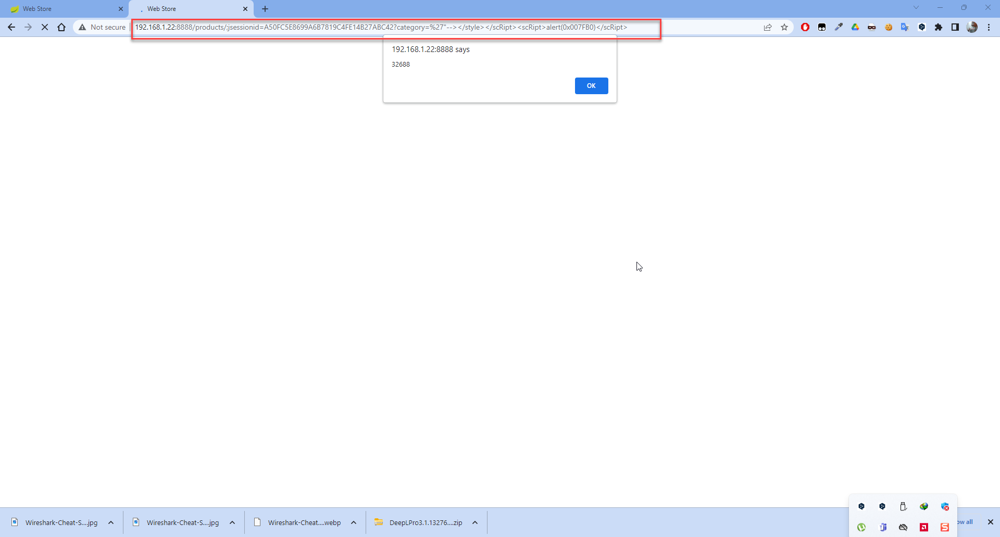 Web Store
Web Store
Not secure
192.168.1.22:8888/products/;jsessionid=A50FC5E8699A6B7819C4FE14B27ABC42?category=%27"--></style></scRipt><scRipt>alert(0x007FB0)</scRipt>
192.168.1.22:8888 says
32688
OK
Wireshark-Cheat-S....jpg
Wireshark-Cheat-S....jpg
Wireshark-Cheat....webp
DeepLPro3.1.13276....zip
ow all